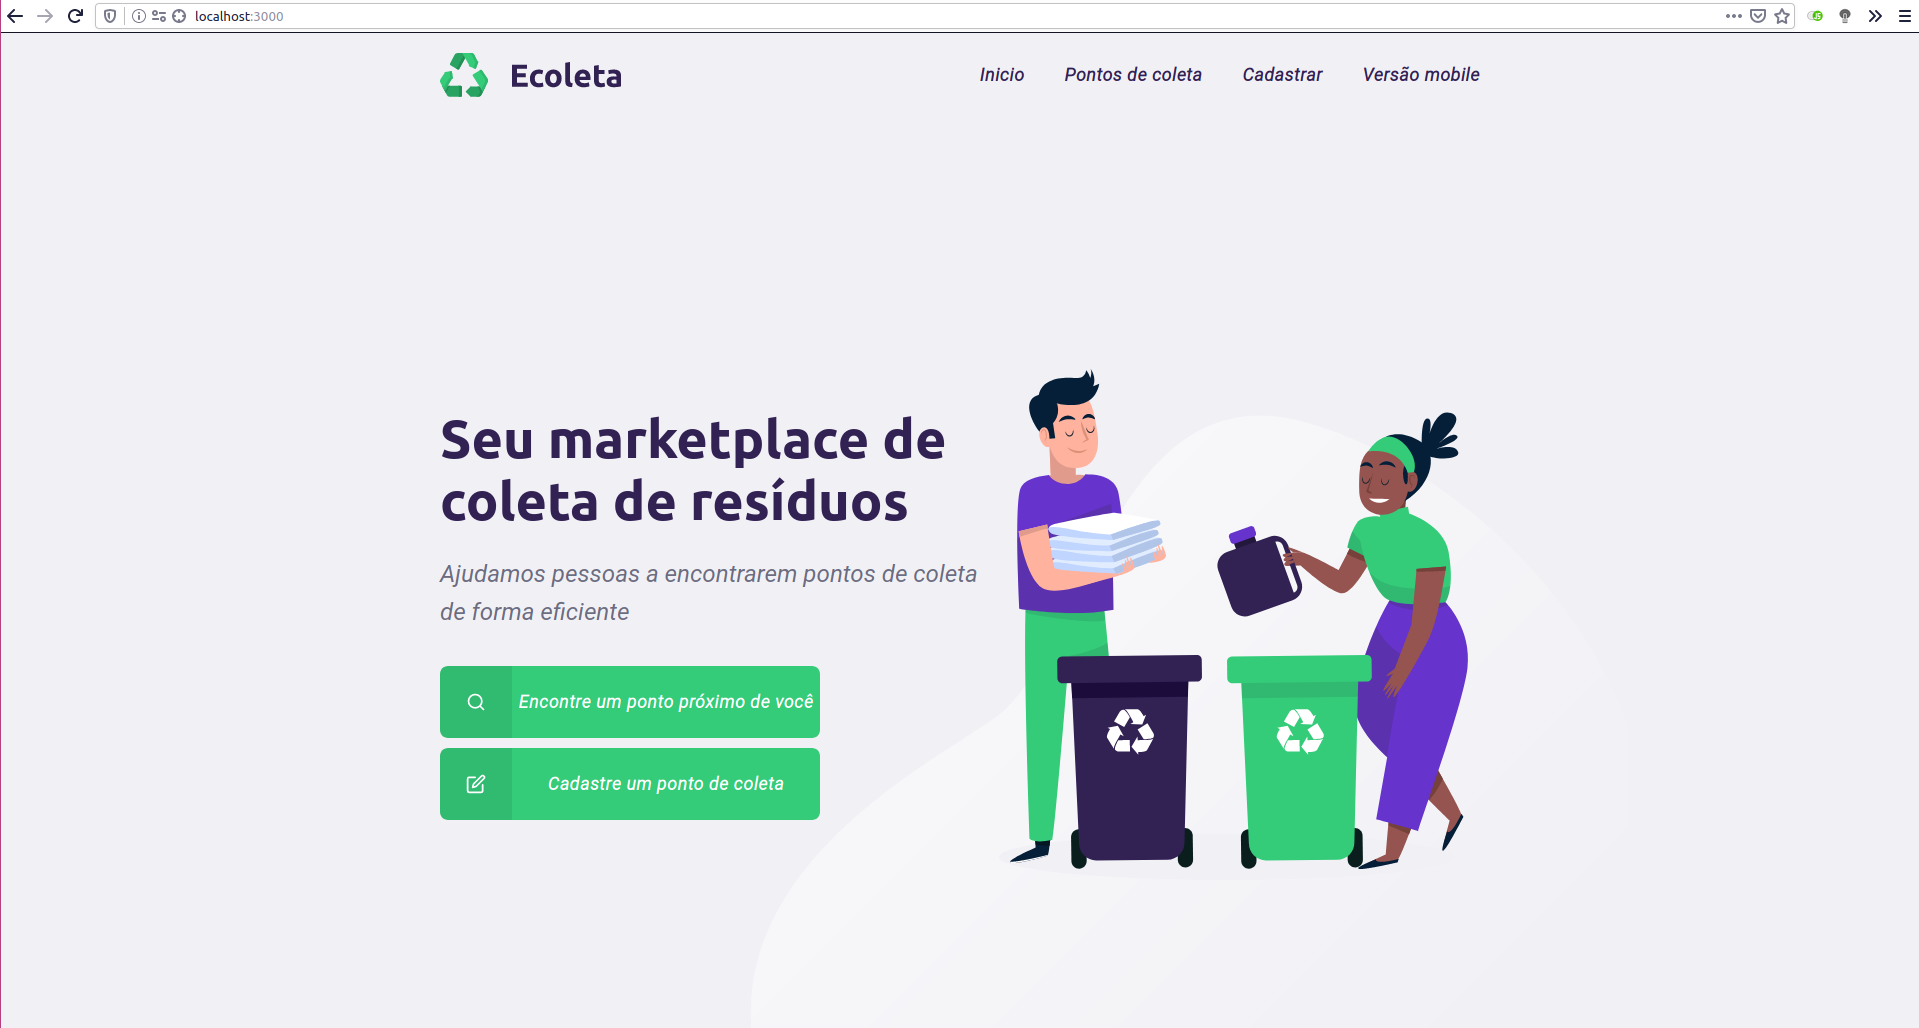 localhost:3000
JS
Ecoleta
Inicio Pontos de coleta Cadastrar Versão mobile
Seu marketplace de
coleta de resíduos
Ajudamos pessoas a encontrarem pontos de coleta
de forma eficiente
Encontre um ponto próximo de você
Cadastre um ponto de coleta